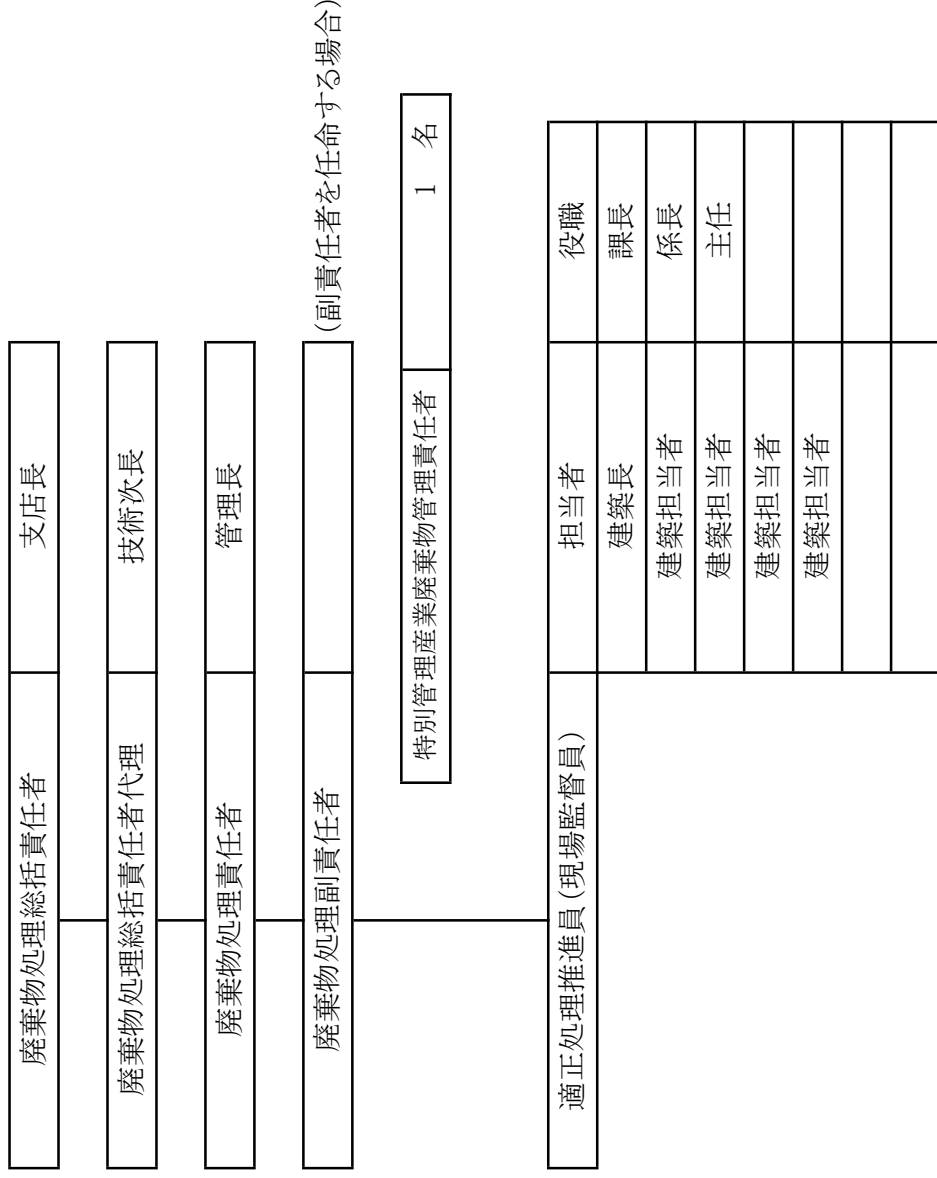 廃棄物処理総括責任者 支店長
廃棄物処理総括責任者代理 技術次長
廃棄物処理責任者 管理長
廃棄物処理副責任者 (副責任者を任命する場合)
特別管理産業廃棄物管理責任者 1 名
適正処理推進員(現場監督員) 担当者 役職
建築長 課長
建築担当者 係長
建築担当者 主任
建築担当者
建築担当者